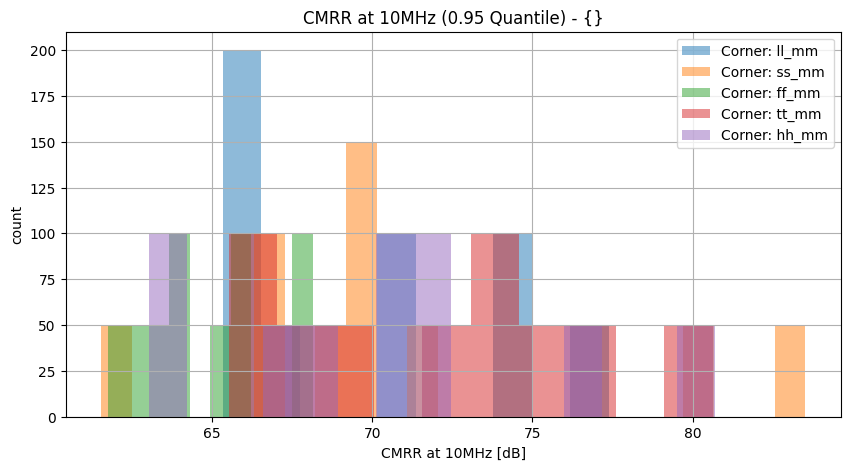 CMRR at 10MHz (0.95 Quantile) - {}
count
200
175
150
125
100
75
50
25
0
Corner: ll_mm
Corner: ss_mm
Corner: ff_mm
Corner: tt_mm
Corner: hh_mm
65
70
75
80
CMRR at 10MHz [dB]